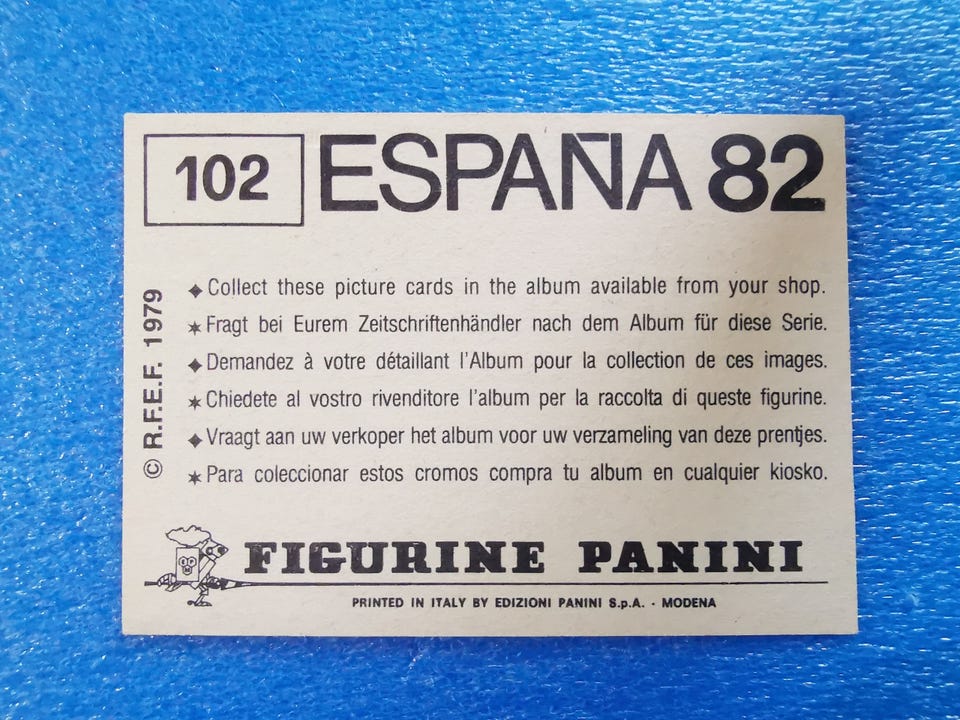 102 ESPAÑA 82
© R.F.E.F. 1979
◆ Collect these picture cards in the album available from your shop.
★ Fragt bei Eurem Zeitschriftenhändler nach dem Album für diese Serie.
◆ Demandez à votre détaillant l'Album pour la collection de ces images.
★ Chiedete al vostro rivenditore l'album per la raccolta di queste figurine.
◆ Vraagt aan uw verkoper het album voor uw verzameling van deze prentjes.
★ Para coleccionar estos cromos compra tu album en cualquier kiosko.
FIGURINE PANINI
PRINTED IN ITALY BY EDIZIONI PANINI S.p.A. · MODENA